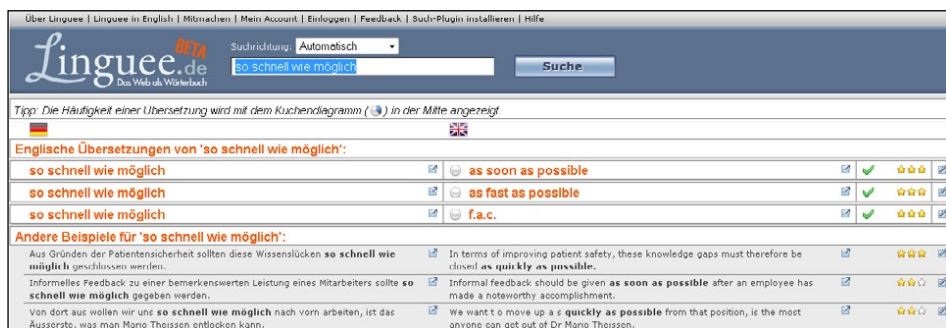 Über Linguee | Linguee in English | Mitmachen | Mein Account | Einloggen | Feedback | Such-Plugin installieren | Hilfe
Linguee.de BETA
Das Web als Wörterbuch
Suchrichtung: Automatisch
so schnell wie möglich
Suche
Tipp: Die Häufigkeit einer Übersetzung wird mit dem Kuchendiagramm ( ) in der Mitte angezeigt.
Englische Übersetzungen von 'so schnell wie möglich':
so schnell wie möglich as soon as possible
so schnell wie möglich as fast as possible
so schnell wie möglich f.a.c.
Andere Beispiele für 'so schnell wie möglich':
Aus Gründen der Patientensicherheit sollten diese Wissenslücken so schnell wie
möglich geschlossen werden.
In terms of improving patient safety, these knowledge gaps must therefore be
closed as quickly as possible.
Informelles Feedback zu einer bemerkenswerten Leistung eines Mitarbeiters sollte so
schnell wie möglich gegeben werden.
Informal feedback should be given as soon as possible after an employee has
made a noteworthy accomplishment.
Von dort aus wollen wir uns so schnell wie möglich nach vorn arbeiten, ist das
Äusserste, was man Mario Theissen entlocken kann.
We want t o move up a s quickly as possible from that position, is the most
anyone can get out of Dr Mario Theissen.